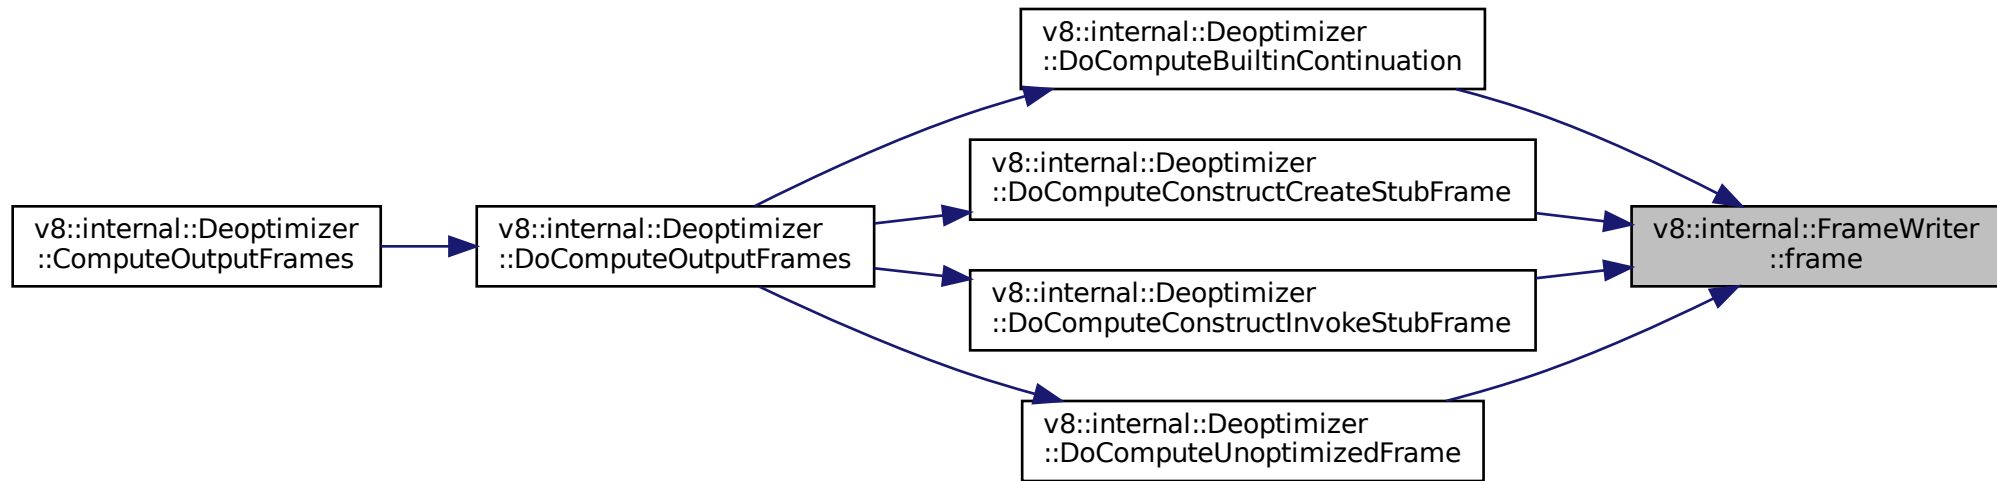 v8::internal::Deoptimizer
::DoComputeBuiltinContinuation
v8::internal::Deoptimizer
::DoComputeConstructCreateStubFrame
v8::internal::Deoptimizer
::ComputeOutputFrames
v8::internal::Deoptimizer
::DoComputeOutputFrames
v8::internal::FrameWriter
::frame
v8::internal::Deoptimizer
::DoComputeConstructInvokeStubFrame
v8::internal::Deoptimizer
::DoComputeUnoptimizedFrame